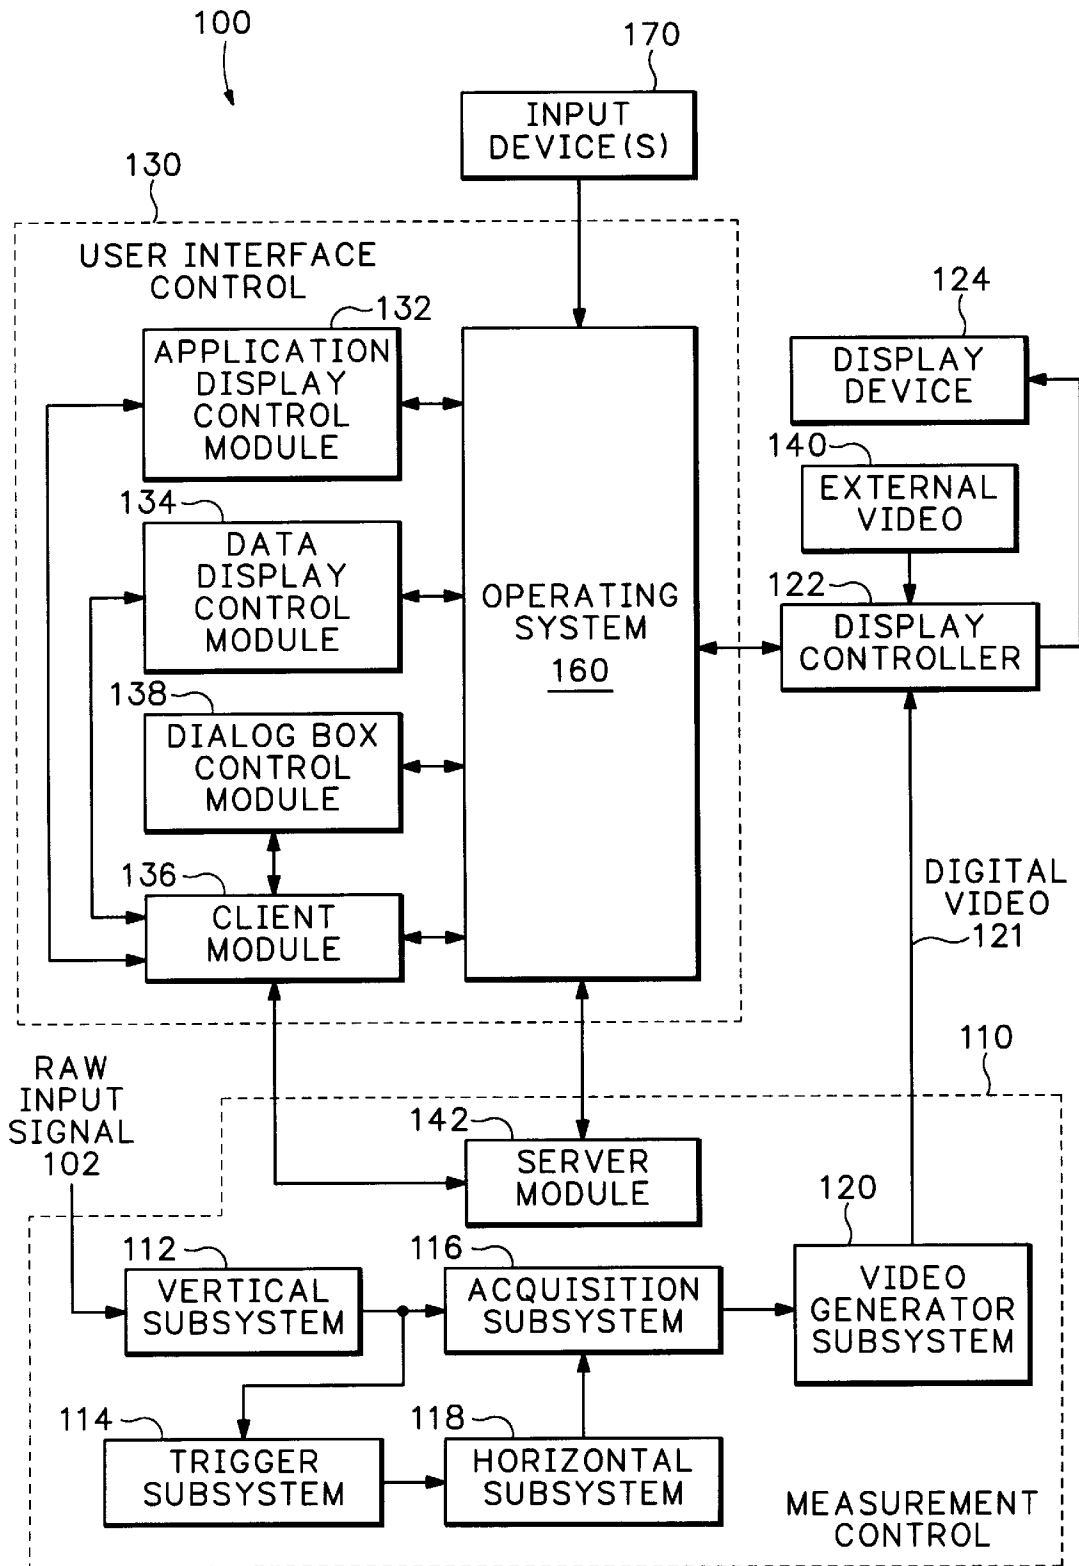 100
170
INPUT
DEVICE(S)
130
USER INTERFACE
CONTROL
132
APPLICATION
DISPLAY
CONTROL
MODULE
124
DISPLAY
DEVICE
140
EXTERNAL
VIDEO
134
DATA
DISPLAY
CONTROL
MODULE
OPERATING
SYSTEM
160
122
DISPLAY
CONTROLLER
138
DIALOG BOX
CONTROL
MODULE
136
CLIENT
MODULE
DIGITAL
VIDEO
121
110
RAW
INPUT
SIGNAL
102
142
SERVER
MODULE
120
VIDEO
GENERATOR
SUBSYSTEM
112
VERTICAL
SUBSYSTEM
116
ACQUISITION
SUBSYSTEM
114
TRIGGER
SUBSYSTEM
118
HORIZONTAL
SUBSYSTEM
MEASUREMENT
CONTROL